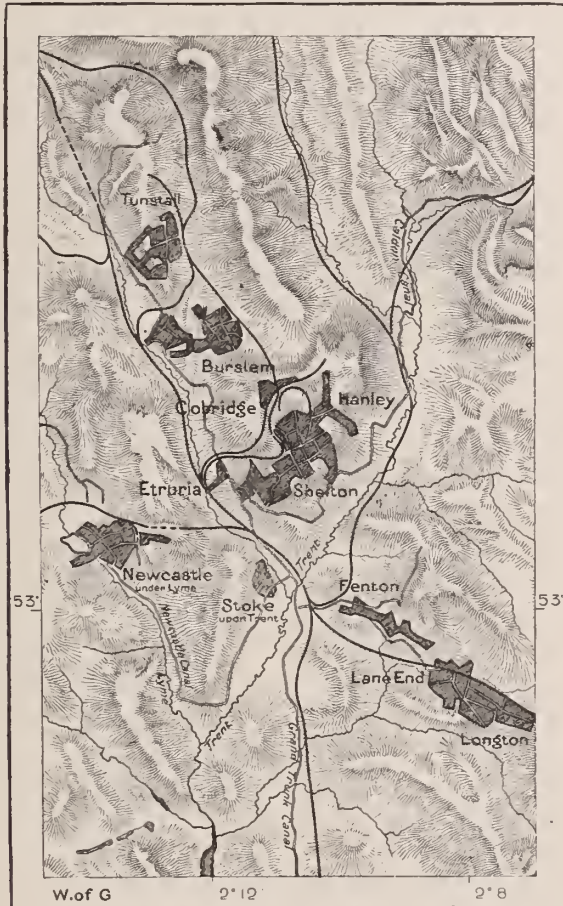 Tunstall
Caldun Canal
Burslem
Cobridge
Hanley
Etruria
Shelton
Trent
Newcastle
under Lyme
Fenton
53°
Stoke
upon Trent
53°
Newcastle Canal
Lyme
Lane End
Trent
Grand Trunk Canal
Longton
W. of G
2°12
2°8